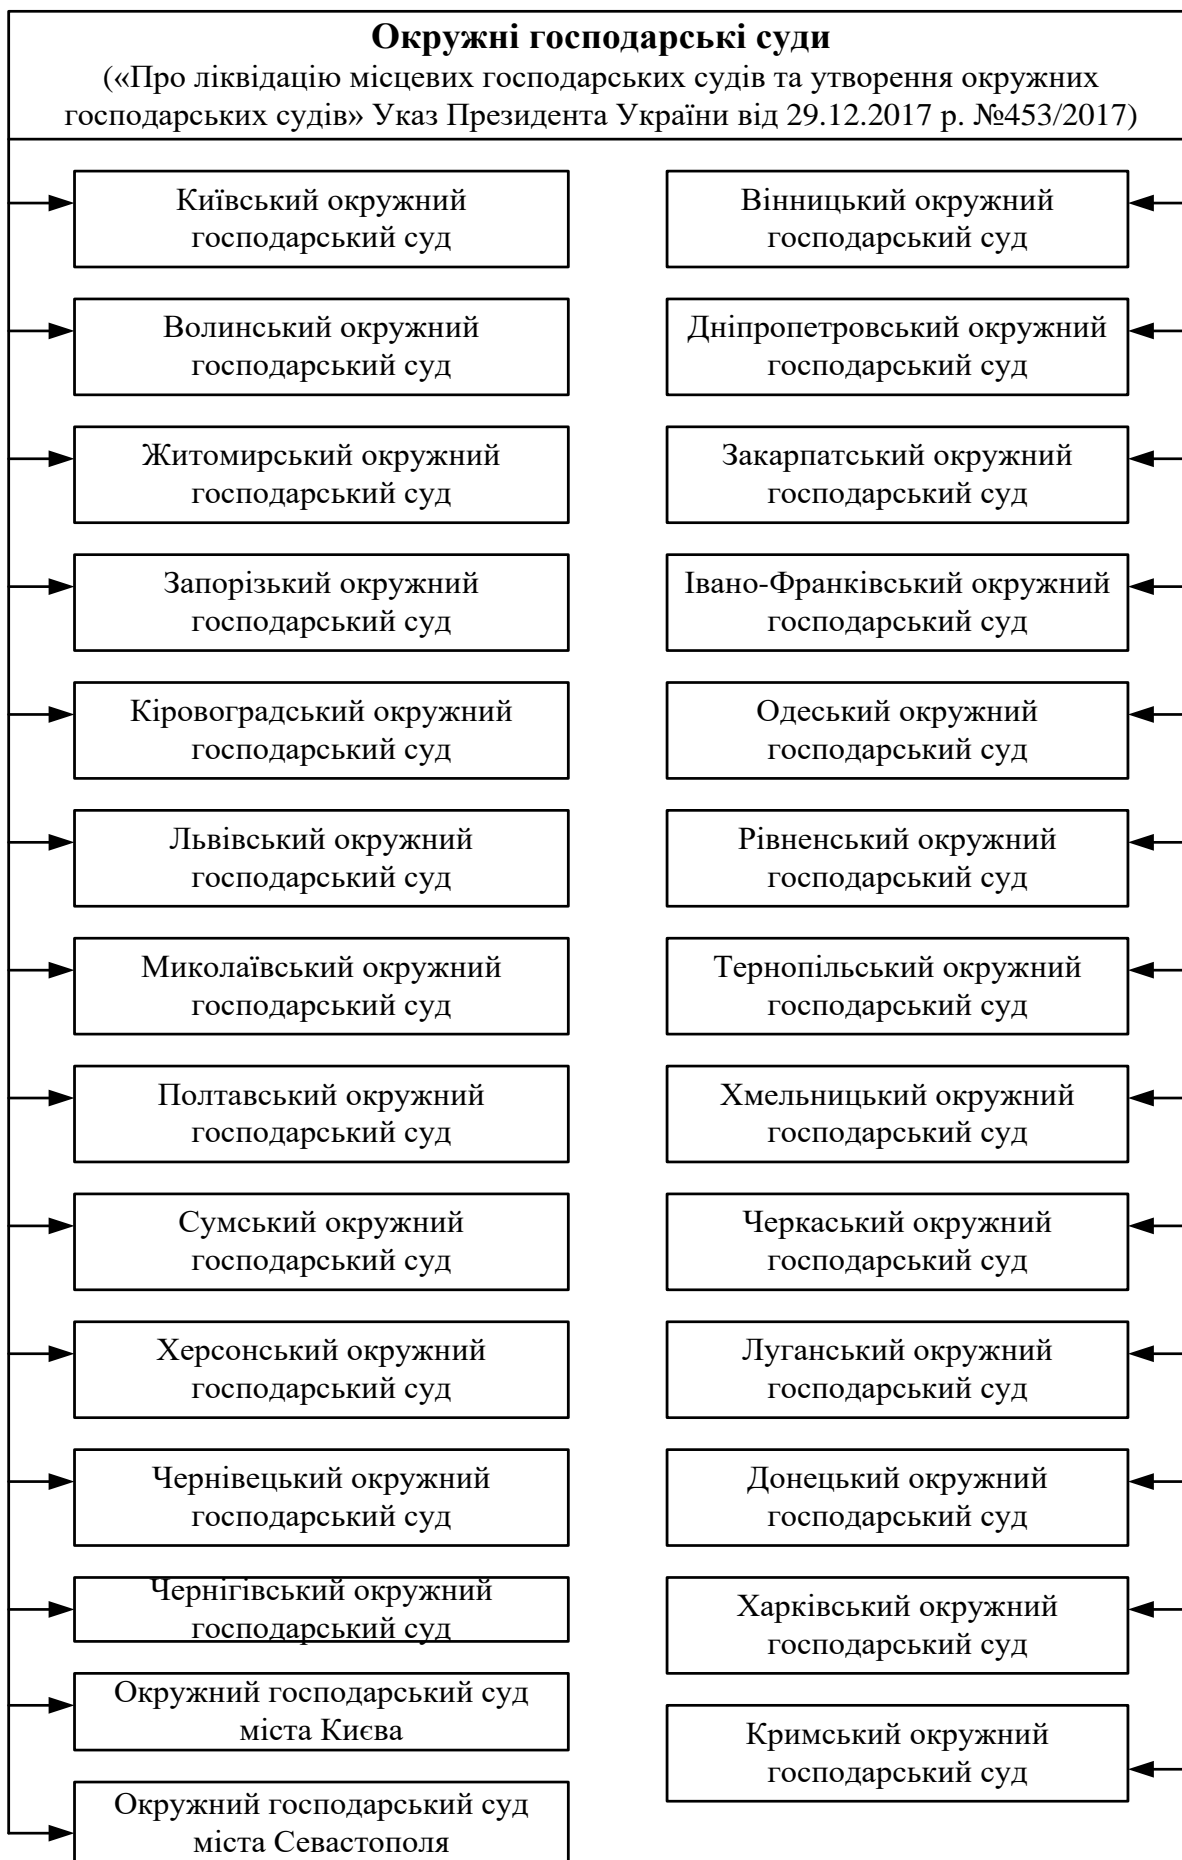 Окружні господарські суди
(«Про ліквідацію місцевих господарських судів та утворення окружних
господарських судів» Указ Президента України від 29.12.2017 р. №453/2017)
Київський окружний
господарський суд
Вінницький окружний
господарський суд
Волинський окружний
господарський суд
Дніпропетровський окружний
господарський суд
Житомирський окружний
господарський суд
Закарпатський окружний
господарський суд
Запорізький окружний
господарський суд
Івано-Франківський окружний
господарський суд
Кіровоградський окружний
господарський суд
Одеський окружний
господарський суд
Львівський окружний
господарський суд
Рівненський окружний
господарський суд
Миколаївський окружний
господарський суд
Тернопільський окружний
господарський суд
Полтавський окружний
господарський суд
Хмельницький окружний
господарський суд
Сумський окружний
господарський суд
Черкаський окружний
господарський суд
Херсонський окружний
господарський суд
Луганський окружний
господарський суд
Чернівецький окружний
господарський суд
Донецький окружний
господарський суд
Чернігівський окружний
господарський суд
Харківський окружний
господарський суд
Окружний господарський суд
міста Києва
Кримський окружний
господарський суд
Окружний господарський суд
міста Севастополя